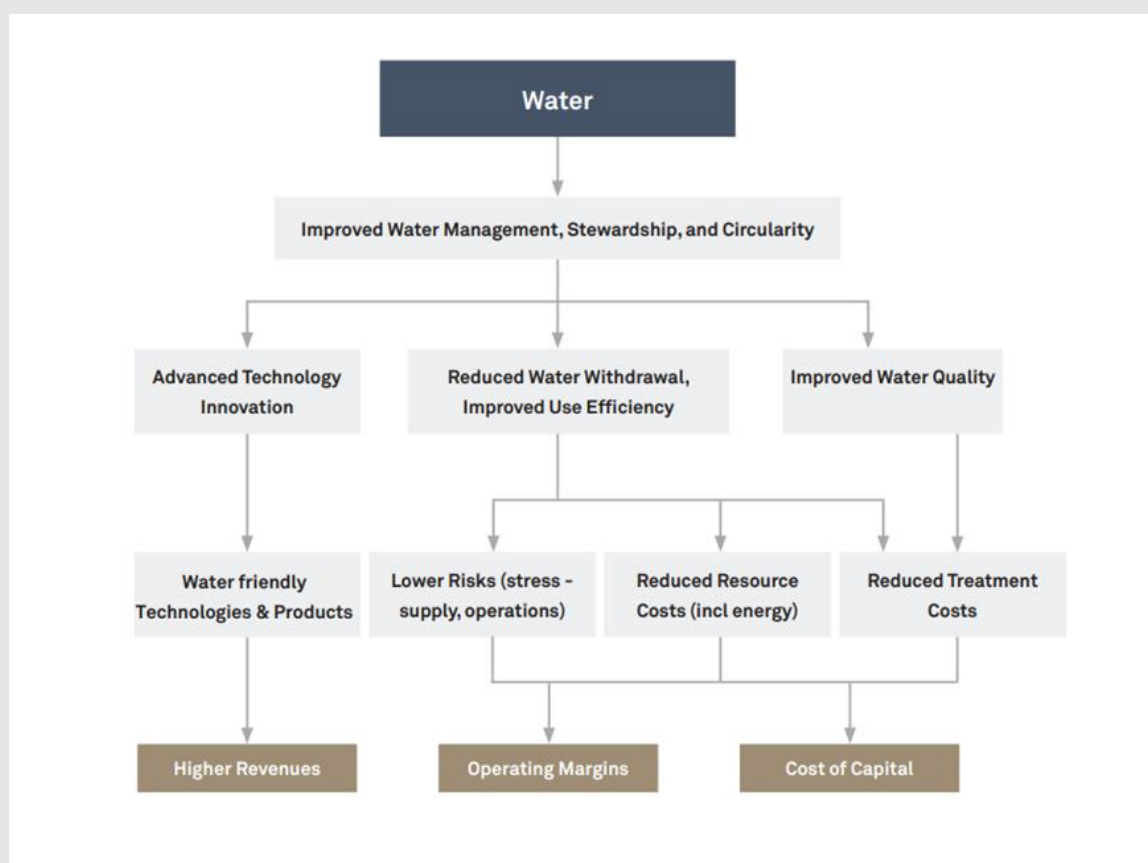 Water
Improved Water Management, Stewardship, and Circularity
Advanced Technology
Innovation
Reduced Water Withdrawal,
Improved Use Efficiency
Improved Water Quality
Water friendly
Technologies & Products
Lower Risks (stress -
supply, operations)
Reduced Resource
Costs (incl energy)
Reduced Treatment
Costs
Higher Revenues
Operating Margins
Cost of Capital